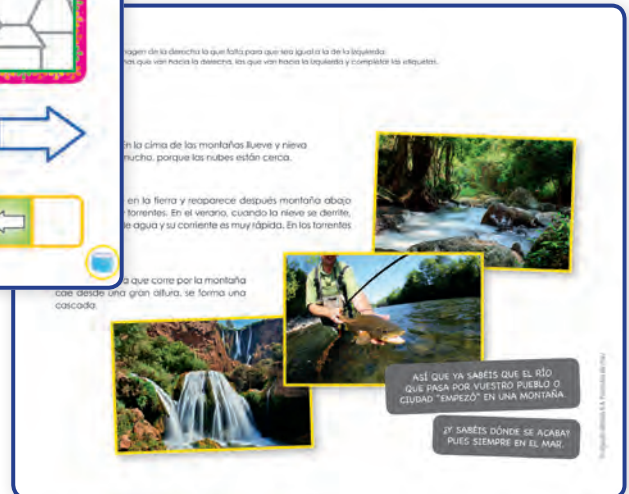 imagen de la derecha lo que falta para que sea igual a la de la izquierda.
que van hacia la derecha, las que van hacia la izquierda y completar las etiquetas.
En la cima de las montañas llueve y nieva
mucho, porque las nubes están cerca.
en la tierra y reaparece después montaña abajo
torrentes. En el verano, cuando la nieve se derrite,
agua y su corriente es muy rápida. En los torrentes
que corre por la montaña
cae desde una gran altura, se forma una
cascada.
ASÍ QUE YA SABÉIS QUE EL RÍO
QUE PASA POR VUESTRO PUEBLO O
CIUDAD "EMPEZÓ" EN UNA MONTAÑA.
¿Y SABÉIS DÓNDE SE ACABA?
PUES SIEMPRE EN EL MAR.